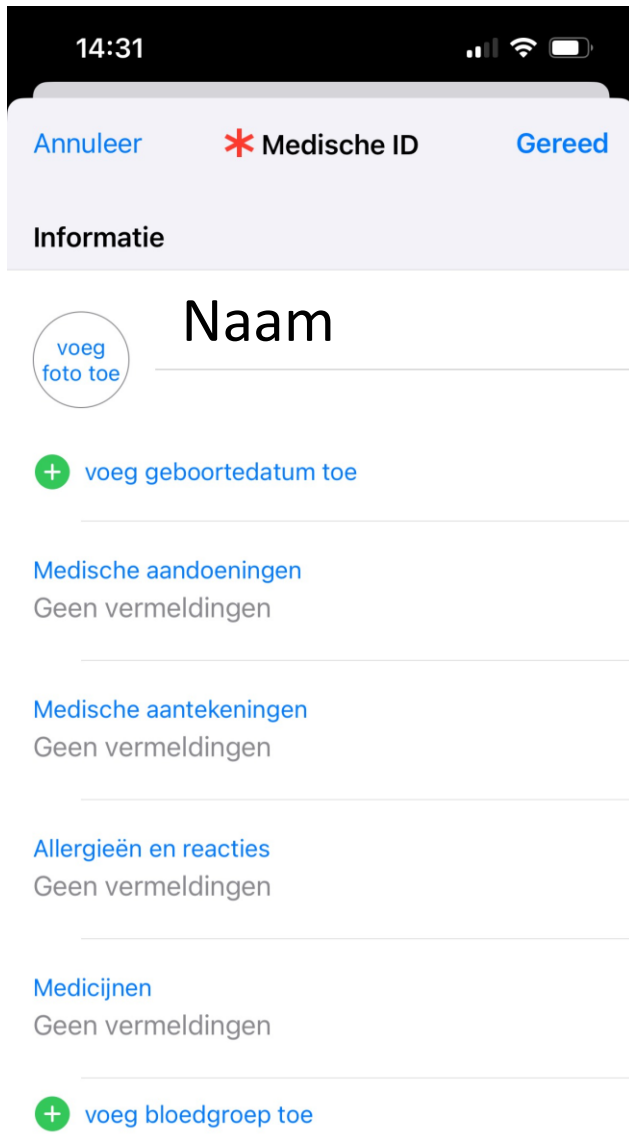 14:31
Annuleer Medische ID Gereed
Informatie
Naam
voeg
foto toe
voeg geboortedatum toe
Medische aandoeningen
Geen vermeldingen
Medische aantekeningen
Geen vermeldingen
Allergieën en reacties
Geen vermeldingen
Medicijnen
Geen vermeldingen
voeg bloedgroep toe